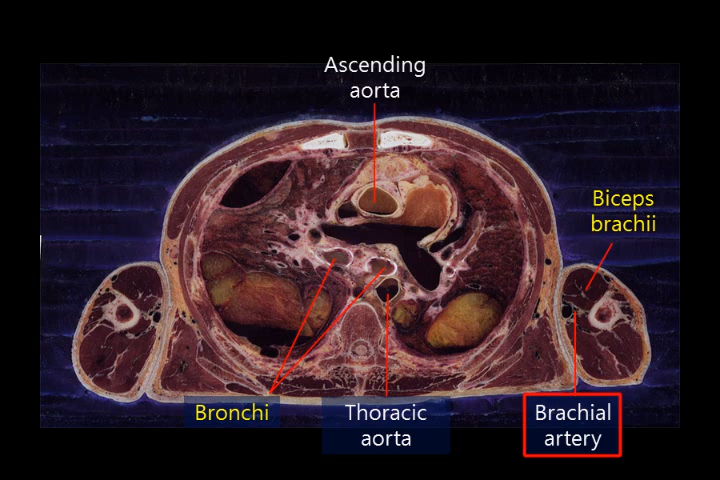 Ascending
aorta
Biceps
brachii
Bronchi
Thoracic
aorta
Brachial
artery